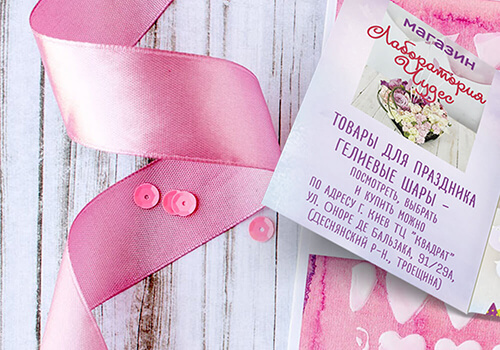 магазин
Лаборатория
Чудес
ТОВАРЫ ДЛЯ ПРАЗДНИКА
ГЕЛИЕВЫЕ ШАРЫ –
ПОСМОТРЕТЬ, ВЫБРАТЬ
И КУПИТЬ МОЖНО
ПО АДРЕСУ Г. КИЕВ ТЦ "КВАДРАТ"
УЛ. ОНОРЕ ДЕ БАЛЬЗАКА, 91/29А,
(ДЕСНЯНСКИЙ Р-Н, ТРОЕЩИНА)